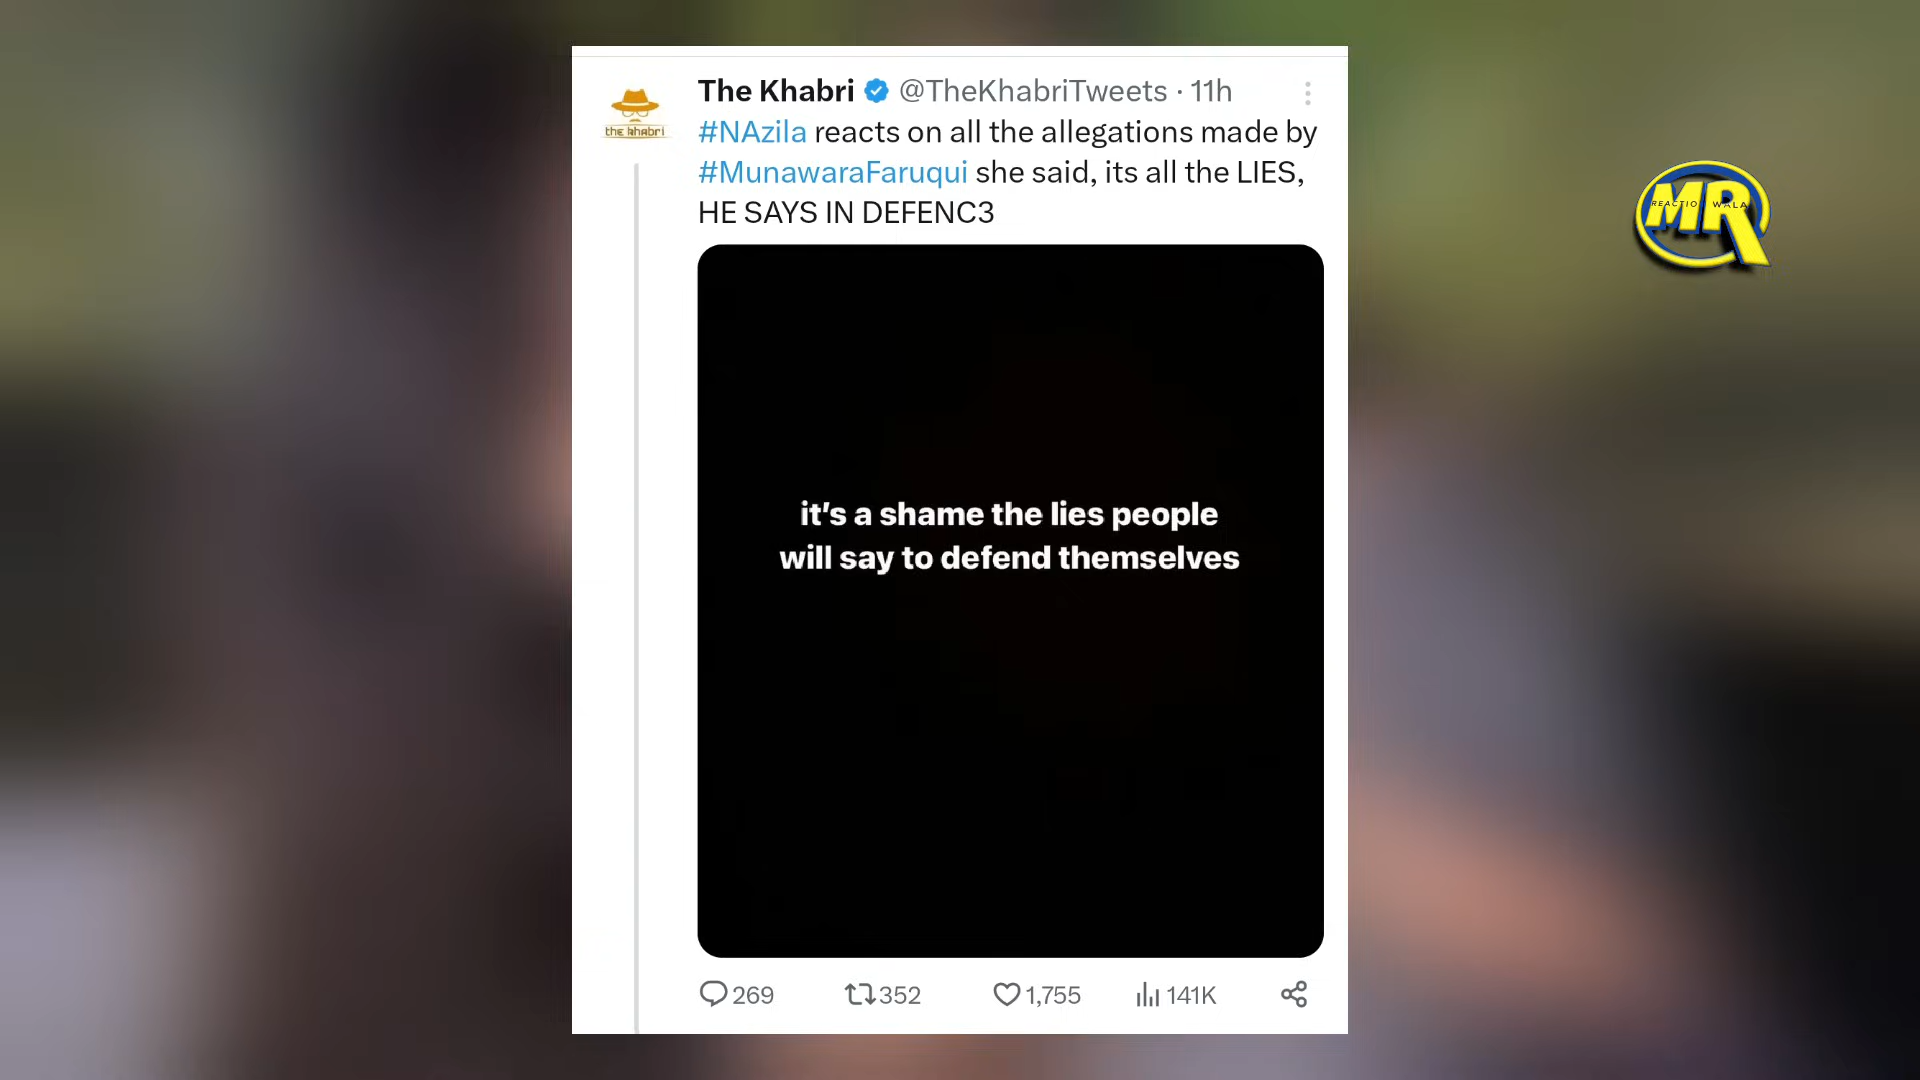 The Khabri @TheKhabriTweets · 11h
#NAzila reacts on all the allegations made by
#MunawaraFaruqui she said, its all the LIES,
HE SAYS IN DEFENC3
the khabri
it's a shame the lies people
will say to defend themselves
269 352 1,755 141K
MR
REACTION WALA